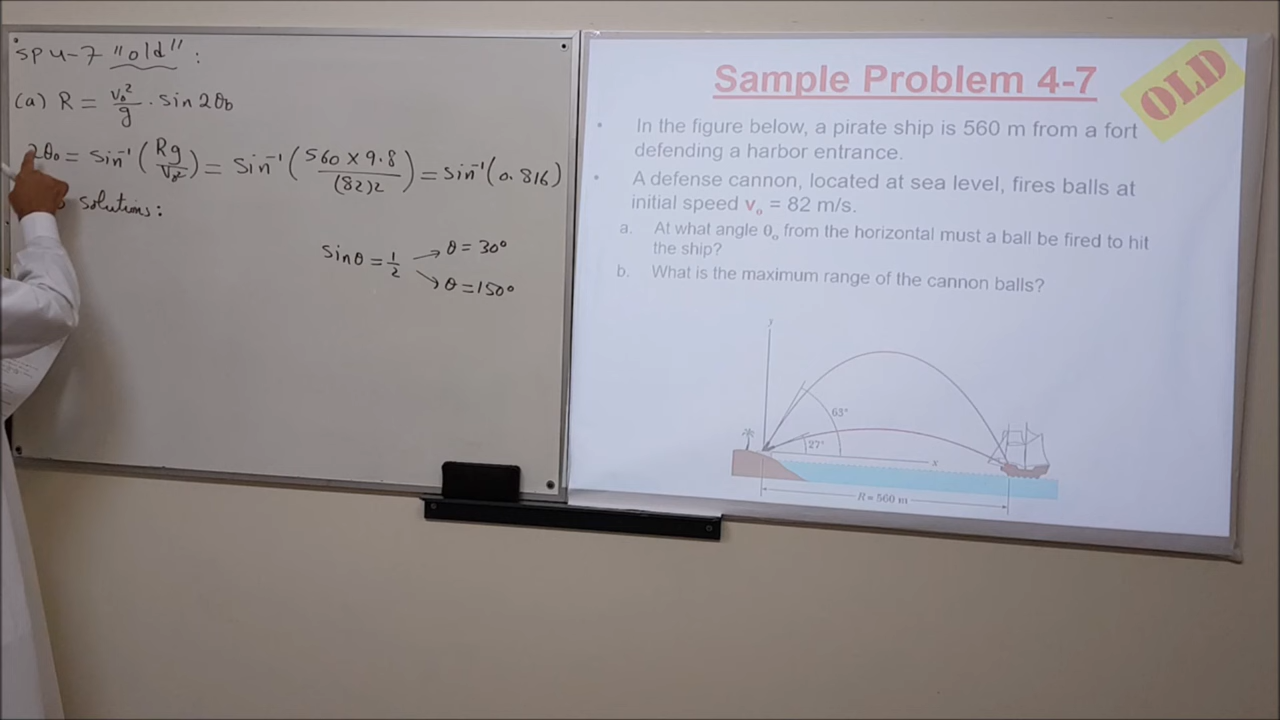 sp 4-7 "old" :
(a) R = v₀²/g . sin 2θ₀
2θ₀ = sin⁻¹ (Rg/v₀²) = sin⁻¹ (560 × 9.8/(82)2) = sin⁻¹ (0.816)
solutions:
sinθ = 1/2 → θ = 30°
→ θ = 150°
Sample Problem 4-7
OLD
• In the figure below, a pirate ship is 560 m from a fort
defending a harbor entrance.
• A defense cannon, located at sea level, fires balls at
initial speed v₀ = 82 m/s.
a. At what angle θ₀ from the horizontal must a ball be fired to hit
the ship?
b. What is the maximum range of the cannon balls?
y
63°
27°
x
R = 560 m